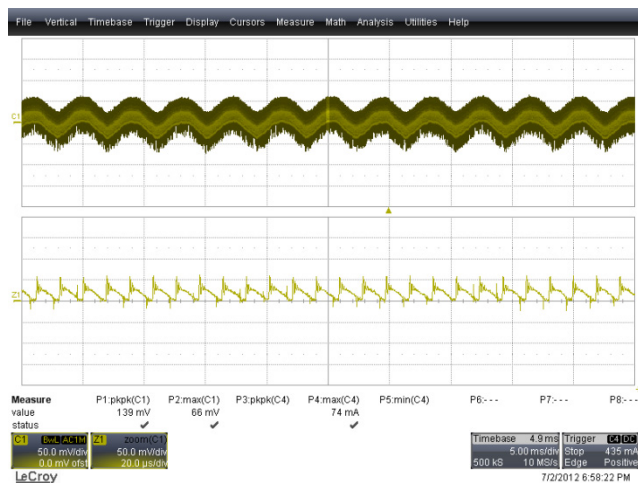 File Vertical Timebase Trigger Display Cursors Measure Math Analysis Utilities Help
C1
Z1
Measure P1:pkpk(C1) P2:max(C1) P3:pkpk(C4) P4:max(C4) P5:min(C4) P6:--- P7:--- P8:---
value 139 mV 66 mV 74 mA
status
C1 BwL AC1M Z1 zoom(C1) Timebase 4.9 ms Trigger C4 DC
50.0 mV/div 50.0 mV/div 5.00 ms/div Stop 435 mA
0.0 mV ofst 20.0 µs/div 500 kS 10 MS/s Edge Positive
LeCroy 7/2/2012 6:58:22 PM